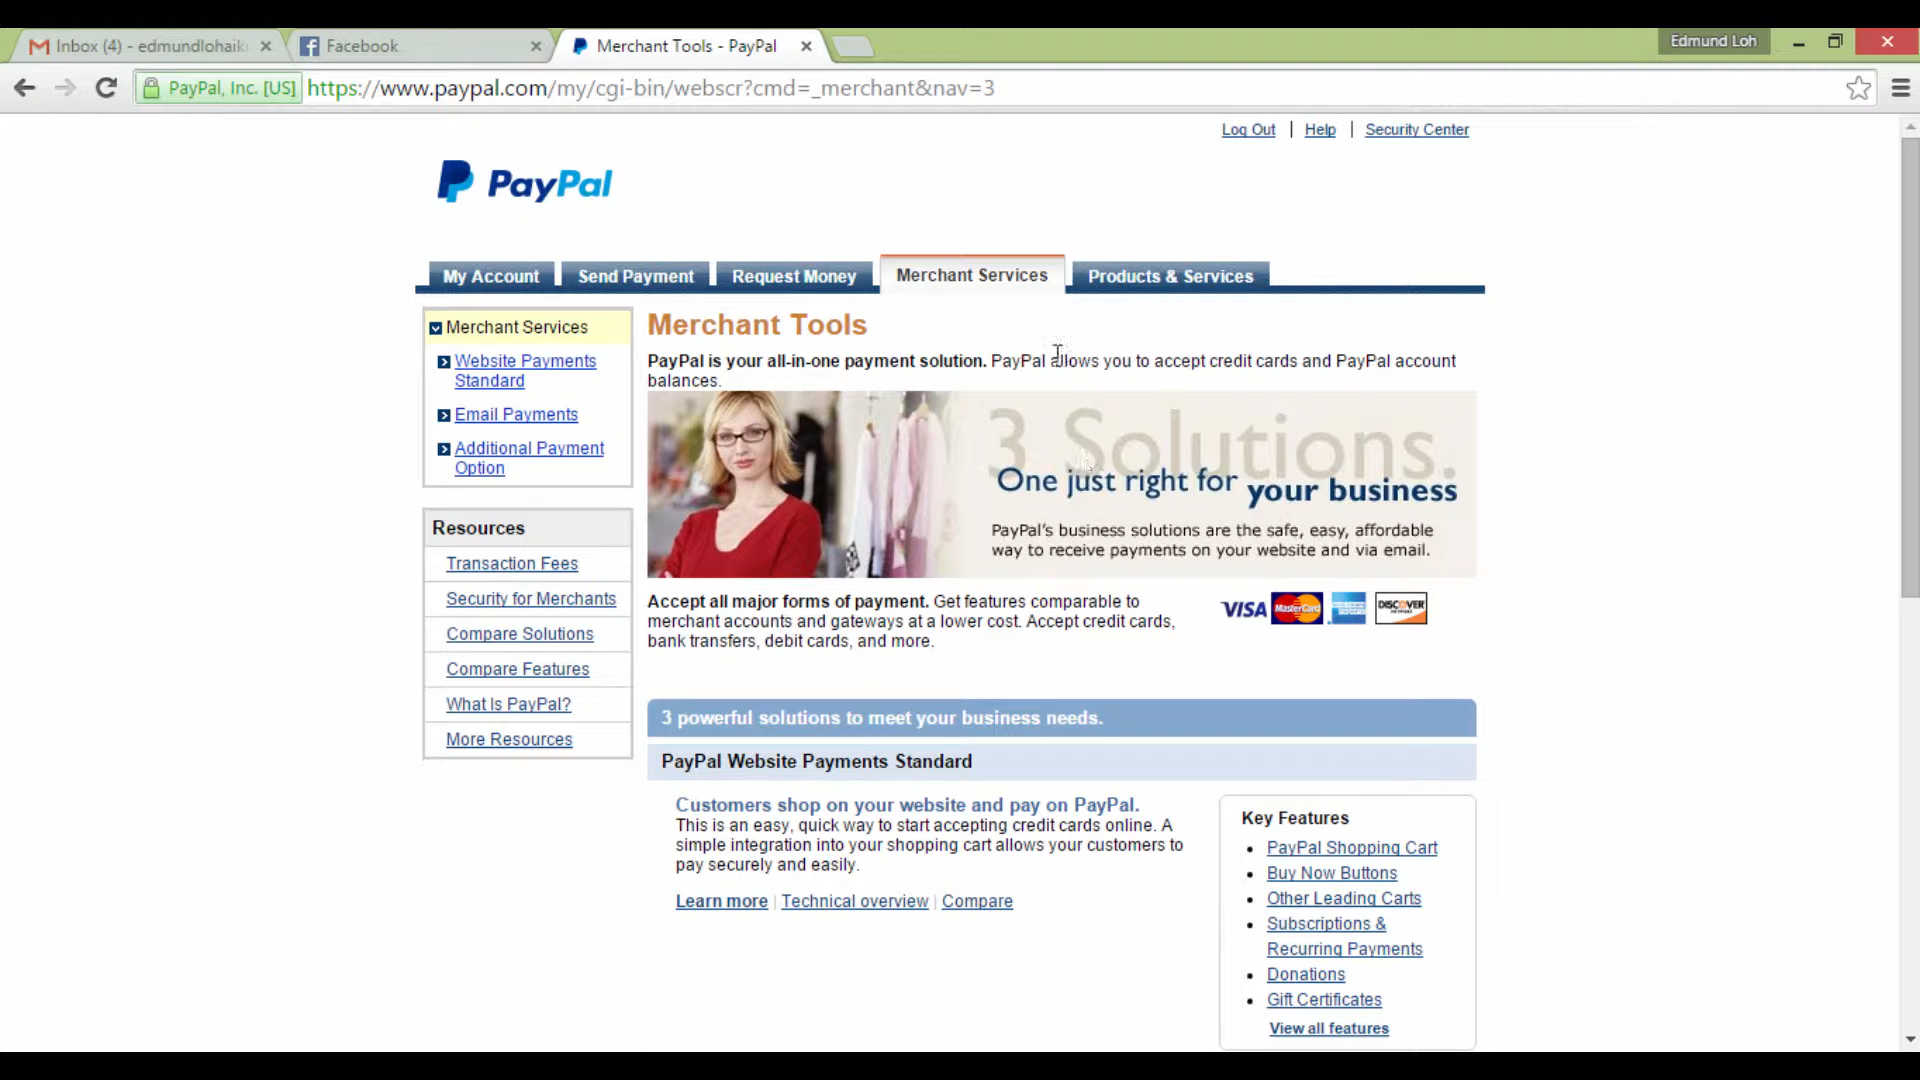 Inbox (4) - edmundlohaik
Facebook
Merchant Tools - PayPal
Edmund Loh
PayPal, Inc. [US]
https://www.paypal.com/my/cgi-bin/webscr?cmd=_merchant&nav=3
Log Out | Help | Security Center
PayPal
My Account
Send Payment
Request Money
Merchant Services
Products & Services
Merchant Services
Website Payments
Standard
Email Payments
Additional Payment
Option
Resources
Transaction Fees
Security for Merchants
Compare Solutions
Compare Features
What Is PayPal?
More Resources
Merchant Tools
PayPal is your all-in-one payment solution. PayPal allows you to accept credit cards and PayPal account
balances.
3 Solutions.
One just right for your business
PayPal's business solutions are the safe, easy, affordable
way to receive payments on your website and via email.
Accept all major forms of payment. Get features comparable to
merchant accounts and gateways at a lower cost. Accept credit cards,
bank transfers, debit cards, and more.
VISA MasterCard DISCOVER
3 powerful solutions to meet your business needs.
PayPal Website Payments Standard
Customers shop on your website and pay on PayPal.
This is an easy, quick way to start accepting credit cards online. A
simple integration into your shopping cart allows your customers to
pay securely and easily.
Learn more | Technical overview | Compare
Key Features
PayPal Shopping Cart
Buy Now Buttons
Other Leading Carts
Subscriptions &
Recurring Payments
Donations
Gift Certificates
View all features